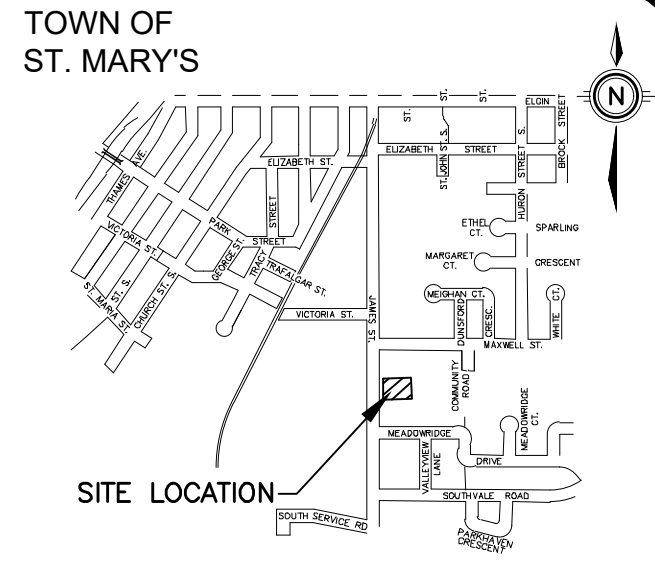 TOWN OF
ST. MARY'S
N
ST.
ST.
ST.
ELGIN
STREET
BROCK
ELIZABETH STREET
ST. JOHN ST. S.
STREET S.
HURON
ELIZABETH ST.
THAMES AVE.
STREET
PARK
STREET
VICTORIA ST.
GEORGE ST.
TRACY
TRAFALGAR ST.
ST. MARIA ST.
ST. S.
CHURCH ST. S.
VICTORIA ST.
JAMES ST.
ETHEL
CT.
SPARLING
MARGARET
CT.
CRESCENT
MEIGHAN CT.
DUNSFORD
CRESC.
WHITE CT.
MAXWELL ST.
COMMUNITY
ROAD
MEADOWRIDGE
CT.
MEADOWRIDGE
DRIVE
VALLEYVIEW
LANE
SOUTHVALE ROAD
SITE LOCATION
SOUTH SERVICE RD
PARKHAVEN
CRESCENT